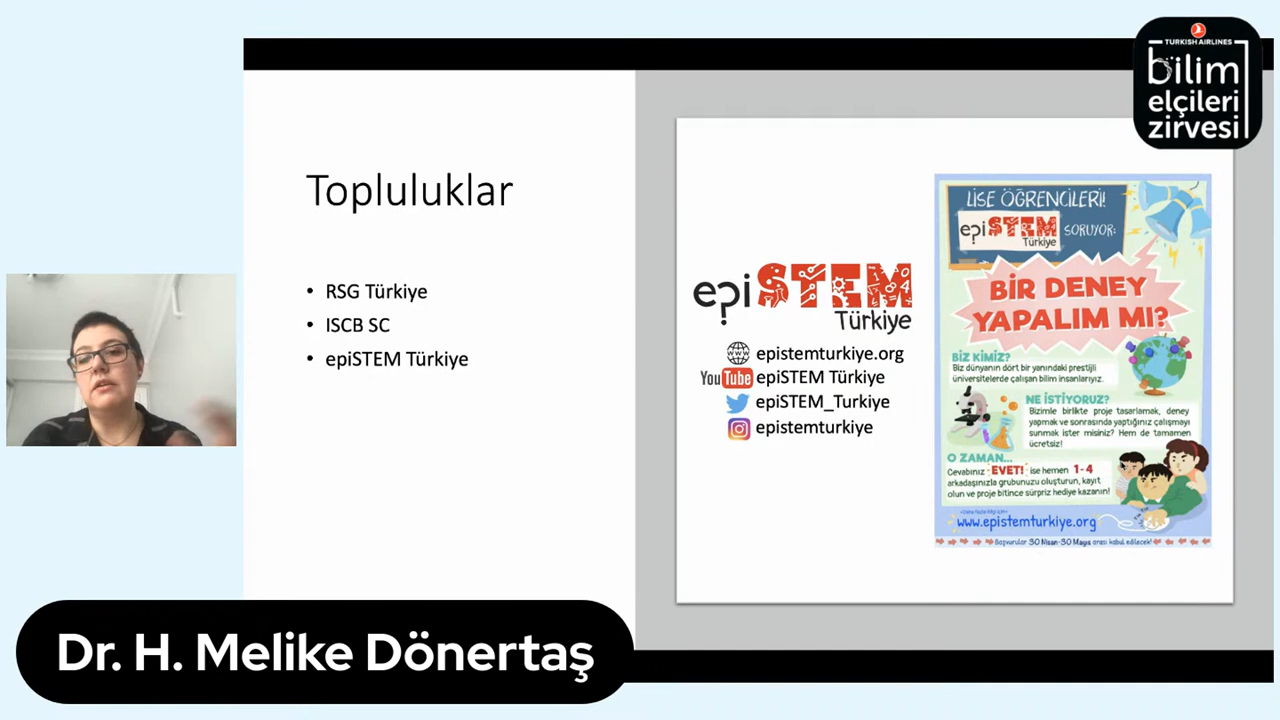 TURKISH AIRLINES
bilim
elçileri
zirvesi
Topluluklar
• RSG Türkiye
• ISCB SC
• epiSTEM Türkiye
epiSTEM
Türkiye
epistemturkiye.org
YouTube epiSTEM Türkiye
epiSTEM_Turkiye
epistemturkiye
LİSE ÖĞRENCİLERİ!
epiSTEM SORUYOR:
Türkiye
BİR DENEY
YAPALIM MI?
BİZ KİMİZ?
Biz dünyanın dört bir yanındaki prestijli
üniversitelerde çalışan bilim insanlarıyız.
NE İSTİYORUZ?
Bizimle birlikte proje tasarlamak, deney
yapmak ve sonrasında yaptığınız çalışmayı
sunmak ister misiniz? Hem de tamamen
ücretsiz!
O ZAMAN...
Cevabınız EVET! ise hemen 1-4
arkadaşınızla grubunuzu oluşturun, kayıt
olun ve proje bitince sürpriz hediye kazanın!
www.epistemturkiye.org
Başvurular 30 Nisan-30 Mayıs arası kabul edilecek!
Dr. H. Melike Dönertaş